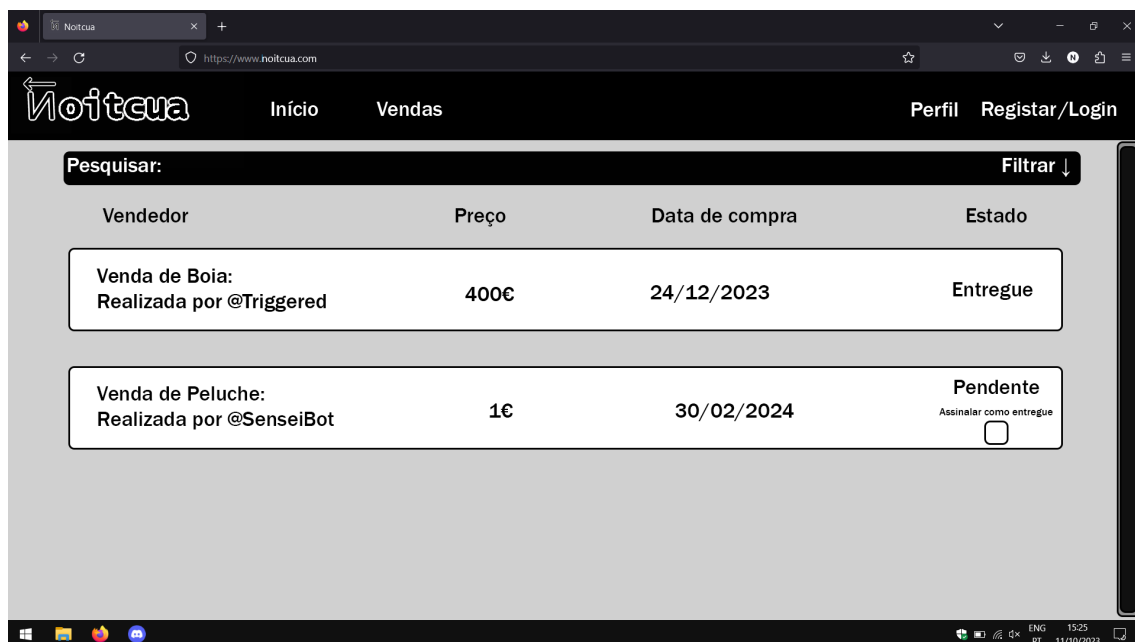 Noitcua
https://www.noitcua.com
N
Noitcua
Início
Vendas
Perfil
Registar/Login
Pesquisar:
Filtrar ↓
Vendedor
Preço
Data de compra
Estado
Venda de Boia:
Realizada por @Triggered
400€
24/12/2023
Entregue
Venda de Peluche:
Realizada por @SenseiBot
1€
30/02/2024
Pendente
Assinalar como entregue
ENG
PT
15:25
11/10/2023